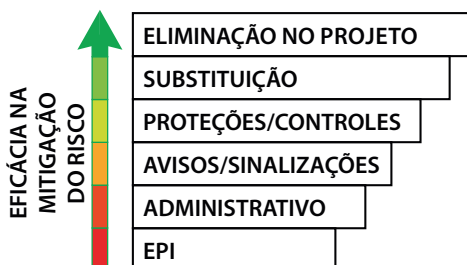 EFICÁCIA NA
MITIGAÇÃO
DO RISCO
ELIMINAÇÃO NO PROJETO
SUBSTITUIÇÃO
PROTEÇÕES/CONTROLES
AVISOS/SINALIZAÇÕES
ADMINISTRATIVO
EPI